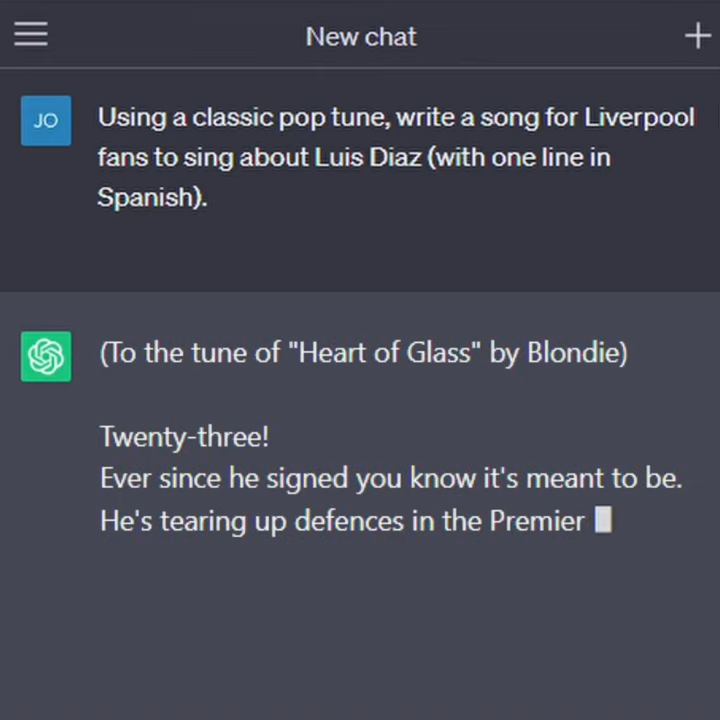 New chat
JO
Using a classic pop tune, write a song for Liverpool
fans to sing about Luis Diaz (with one line in
Spanish).
(To the tune of "Heart of Glass" by Blondie)
Twenty-three!
Ever since he signed you know it's meant to be.
He's tearing up defences in the Premier